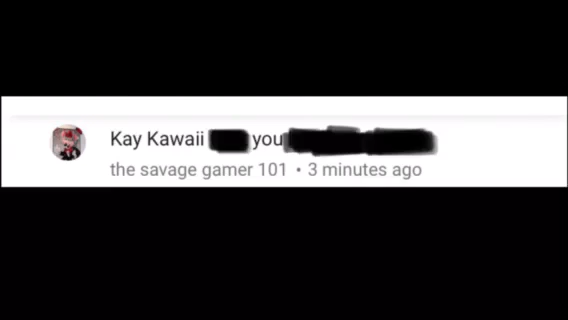 Kay Kawaii you
the savage gamer 101 • 3 minutes ago